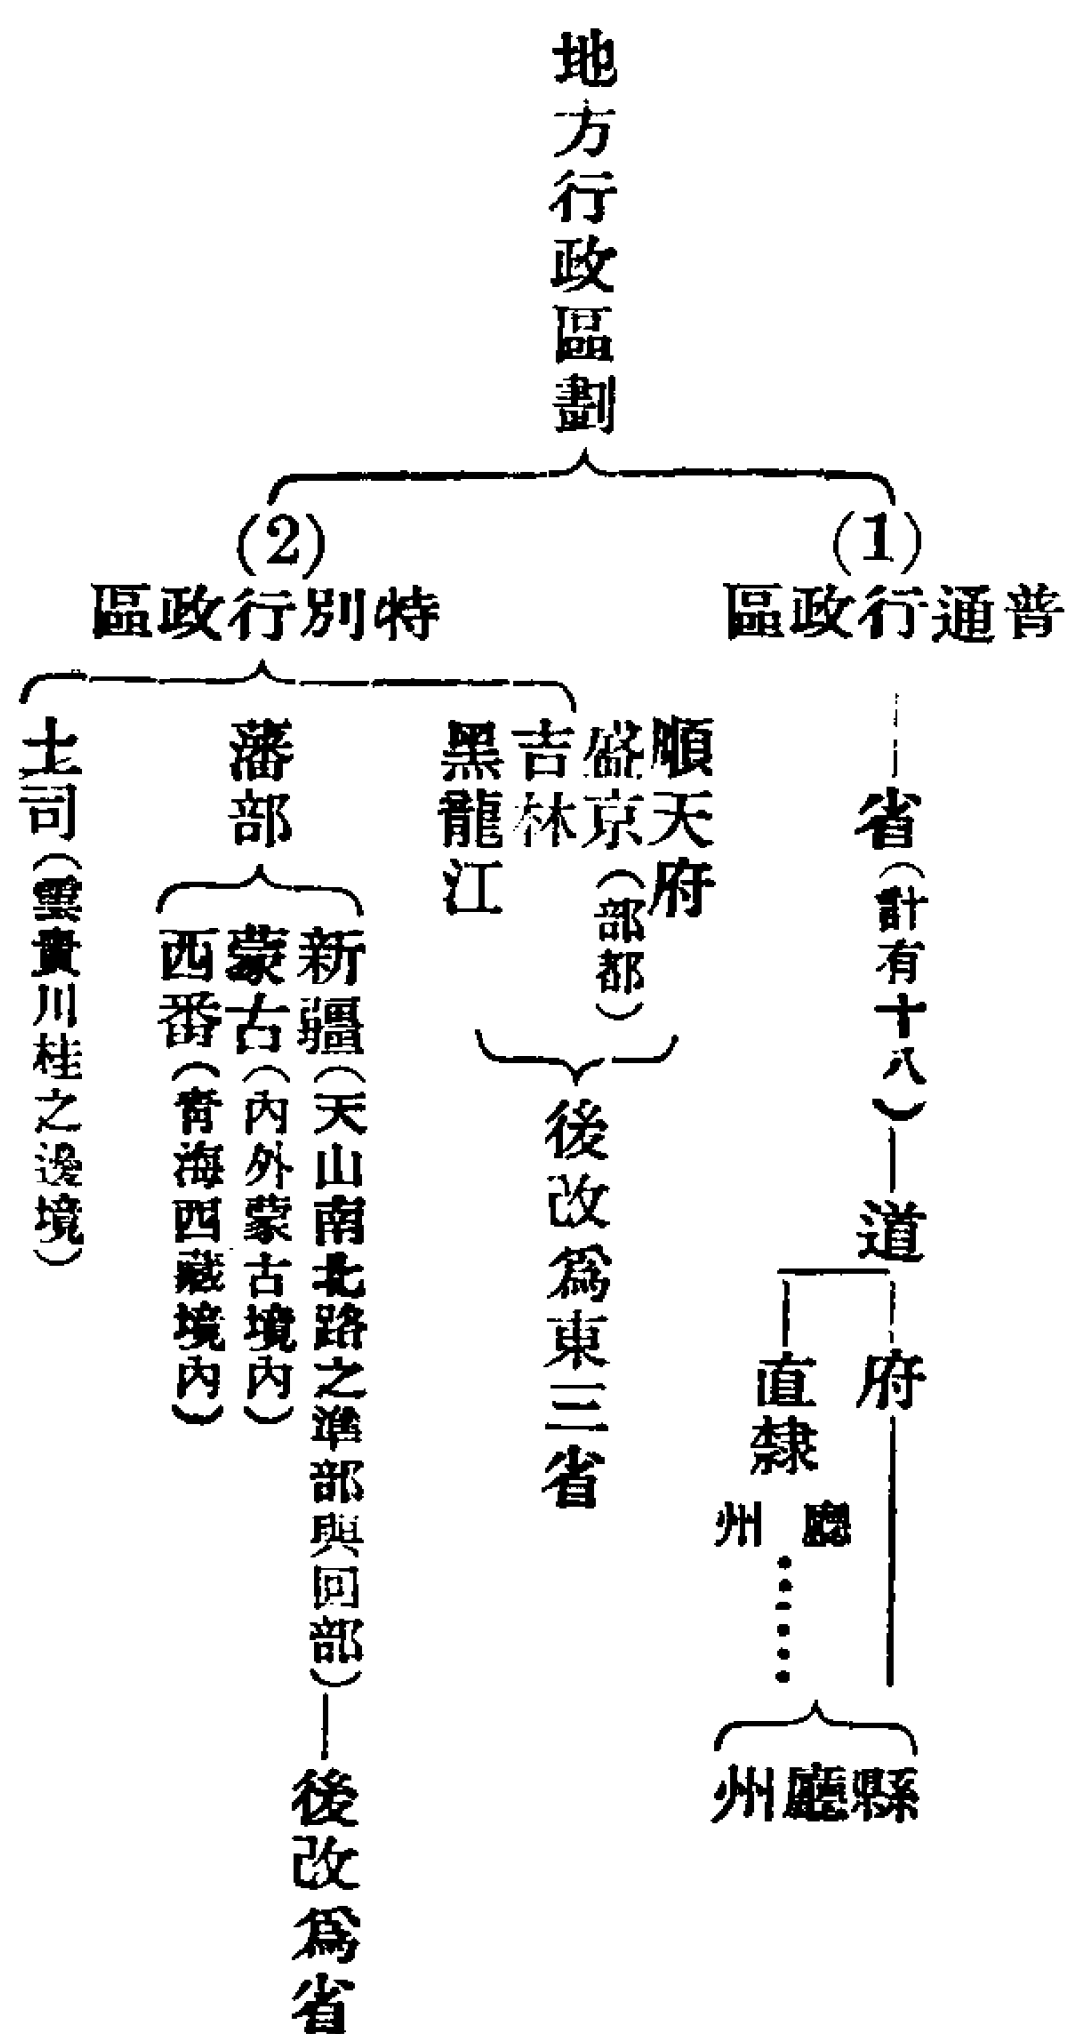 地方行政區劃
(1)
普通行政區
省(計有十八)
道
府
直隸
廳
州
縣廳州
(2)
特別行政區
順天府
盛京(部都)
吉林
黑龍江
後改爲東三省
藩部
新疆(天山南北路之準部與回部)
後改爲省
蒙古(內外蒙古境內)
西番(青海西藏境內)
土司(雲貴川桂之邊境)